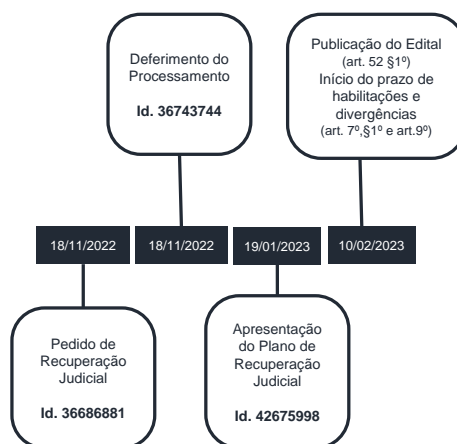 Deferimento do
Processamento
Id. 36743744
Publicação do Edital
(art. 52 §1º)
Início do prazo de
habilitações e
divergências
(art. 7º,§1º e art.9º)
18/11/2022
18/11/2022
19/01/2023
10/02/2023
Pedido de
Recuperação
Judicial
Id. 36686881
Apresentação
do Plano de
Recuperação
Judicial
Id. 42675998